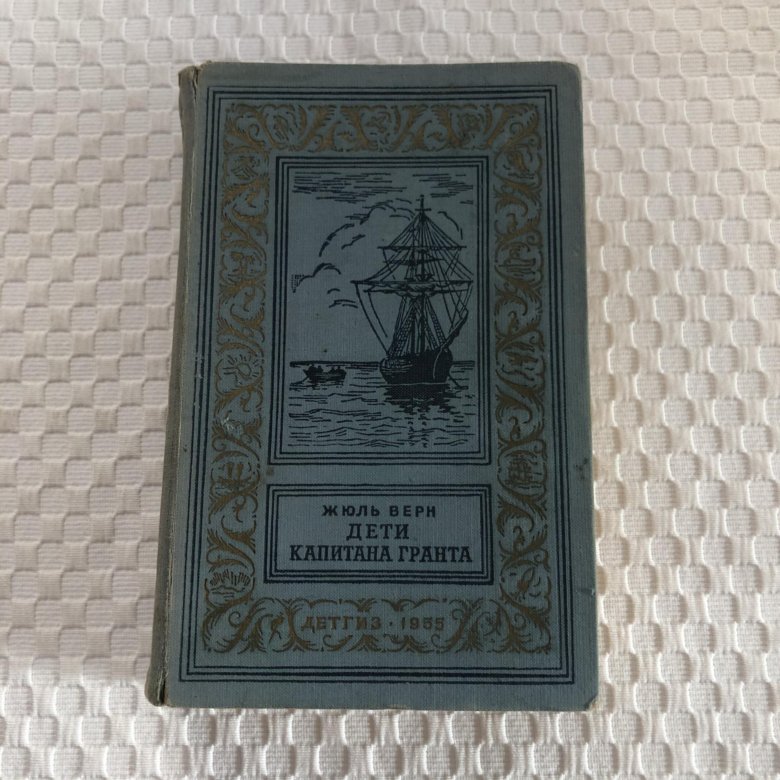 ЖЮЛЬ ВЕРН
ДЕТИ
КАПИТАНА ГРАНТА
ДЕТГИЗ · 1955